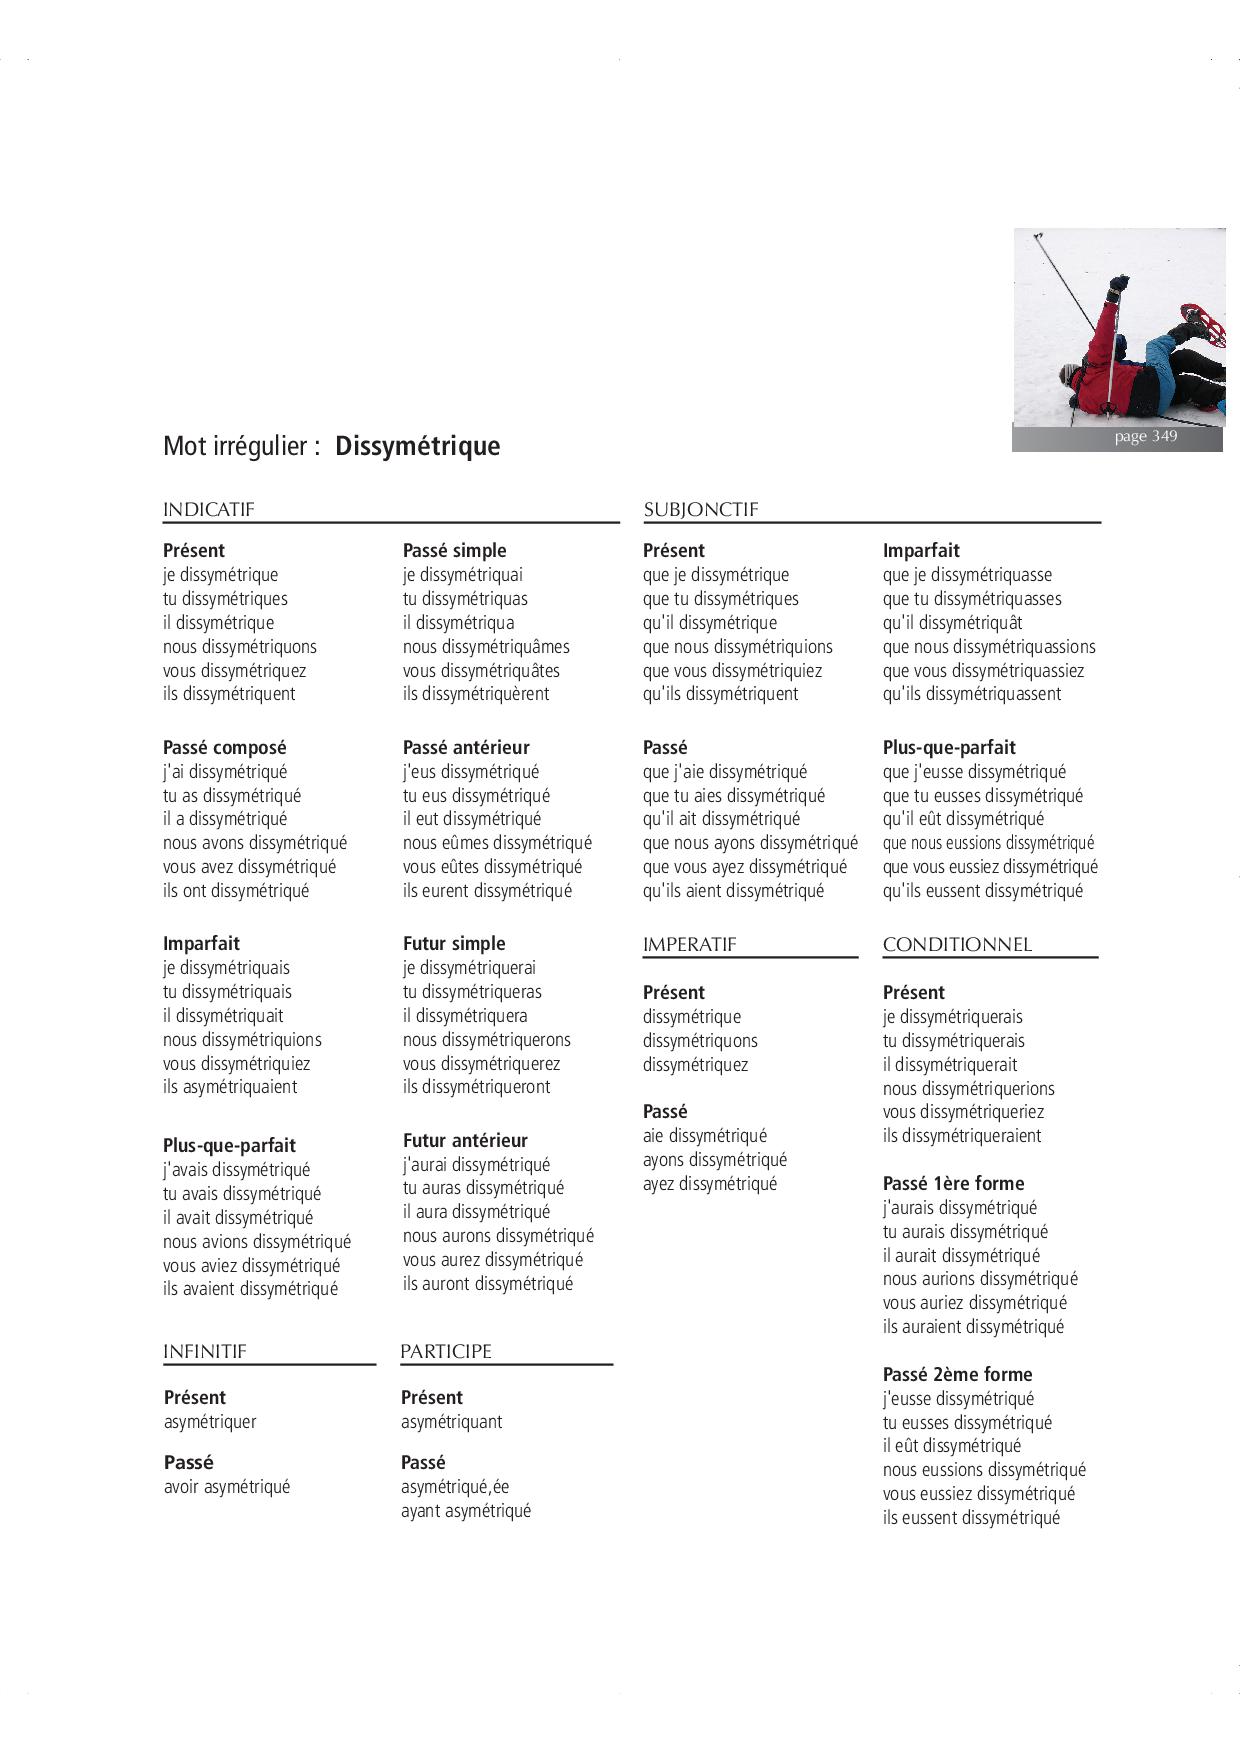 page 349
Mot irrégulier : Dissymétrique
INDICATIF
Présent
je dissymétrique
tu dissymétriques
il dissymétrique
nous dissymétriquons
vous dissymétriquez
ils dissymétriquent
Passé composé
j'ai dissymétriqué
tu as dissymétriqué
il a dissymétriqué
nous avons dissymétriqué
vous avez dissymétriqué
ils ont dissymétriqué
Imparfait
je dissymétriquais
tu dissymétriquais
il dissymétriquait
nous dissymétriquions
vous dissymétriquiez
ils asymétriquaient
Plus-que-parfait
j'avais dissymétriqué
tu avais dissymétriqué
il avait dissymétriqué
nous avions dissymétriqué
vous aviez dissymétriqué
ils avaient dissymétriqué
Passé simple
je dissymétriquai
tu dissymétriquas
il dissymétriqua
nous dissymétriquâmes
vous dissymétriquâtes
ils dissymétriquèrent
Passé antérieur
j'eus dissymétriqué
tu eus dissymétriqué
il eut dissymétriqué
nous eûmes dissymétriqué
vous eûtes dissymétriqué
ils eurent dissymétriqué
Futur simple
je dissymétriquerai
tu dissymétriqueras
il dissymétriquera
nous dissymétriquerons
vous dissymétriquerez
ils dissymétriqueront
Futur antérieur
j'aurai dissymétriqué
tu auras dissymétriqué
il aura dissymétriqué
nous aurons dissymétriqué
vous aurez dissymétriqué
ils auront dissymétriqué
SUBJONCTIF
Présent
que je dissymétrique
que tu dissymétriques
qu'il dissymétrique
que nous dissymétriquions
que vous dissymétriquiez
qu'ils dissymétriquent
Passé
que j'aie dissymétriqué
que tu aies dissymétriqué
qu'il ait dissymétriqué
que nous ayons dissymétriqué
que vous ayez dissymétriqué
qu'ils aient dissymétriqué
Imparfait
que je dissymétriquasse
que tu dissymétriquasses
qu'il dissymétriquât
que nous dissymétriquassions
que vous dissymétriquassiez
qu'ils dissymétriquassent
Plus-que-parfait
que j'eusse dissymétriqué
que tu eusses dissymétriqué
qu'il eût dissymétriqué
que nous eussions dissymétriqué
que vous eussiez dissymétriqué
qu'ils eussent dissymétriqué
IMPERATIF
Présent
dissymétrique
dissymétriquons
dissymétriquez
Passé
aie dissymétriqué
ayons dissymétriqué
ayez dissymétriqué
CONDITIONNEL
Présent
je dissymétriquerais
tu dissymétriquerais
il dissymétriquerait
nous dissymétriquerions
vous dissymétriqueriez
ils dissymétriqueraient
Passé 1ère forme
j'aurais dissymétriqué
tu aurais dissymétriqué
il aurait dissymétriqué
nous aurions dissymétriqué
vous auriez dissymétriqué
ils auraient dissymétriqué
Passé 2ème forme
j'eusse dissymétriqué
tu eusses dissymétriqué
il eût dissymétriqué
nous eussions dissymétriqué
vous eussiez dissymétriqué
ils eussent dissymétriqué
INFINITIF
Présent
asymétriquer
Passé
avoir asymétriqué
PARTICIPE
Présent
asymétriquant
Passé
asymétriqué,ée
ayant asymétriqué